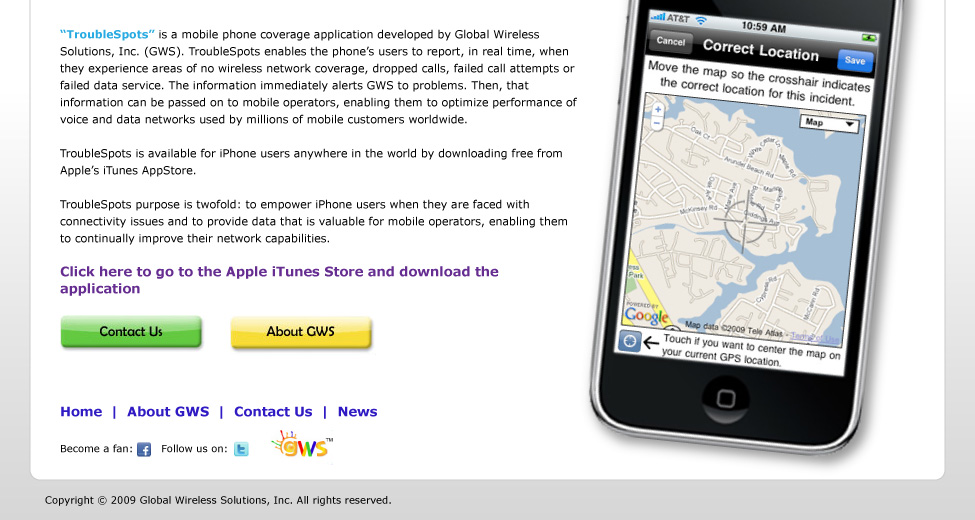 “TroubleSpots” is a mobile phone coverage application developed by Global Wireless
Solutions, Inc. (GWS). TroubleSpots enables the phone’s users to report, in real time, when
they experience areas of no wireless network coverage, dropped calls, failed call attempts or
failed data service. The information immediately alerts GWS to problems. Then, that
information can be passed on to mobile operators, enabling them to optimize performance of
voice and data networks used by millions of mobile customers worldwide.
TroubleSpots is available for iPhone users anywhere in the world by downloading free from
Apple’s iTunes AppStore.
TroubleSpots purpose is twofold: to empower iPhone users when they are faced with
connectivity issues and to provide data that is valuable for mobile operators, enabling them
to continually improve their network capabilities.
Click here to go to the Apple iTunes Store and download the
application
Contact Us
About GWS
Home | About GWS | Contact Us | News
Become a fan: f Follow us on: t GWS™
Copyright © 2009 Global Wireless Solutions, Inc. All rights reserved.
AT&T 10:59 AM
Cancel Correct Location Save
Move the map so the crosshair indicates
the correct location for this incident.
+
−
Map
Oak Cr
Cedar
Arundel Beach Rd
McKinsey Rd
Cypress Rd
Park
POWERED BY
Google
Map data ©2009 Tele Atlas - Terms of Use
Touch if you want to center the map on
your current GPS location.